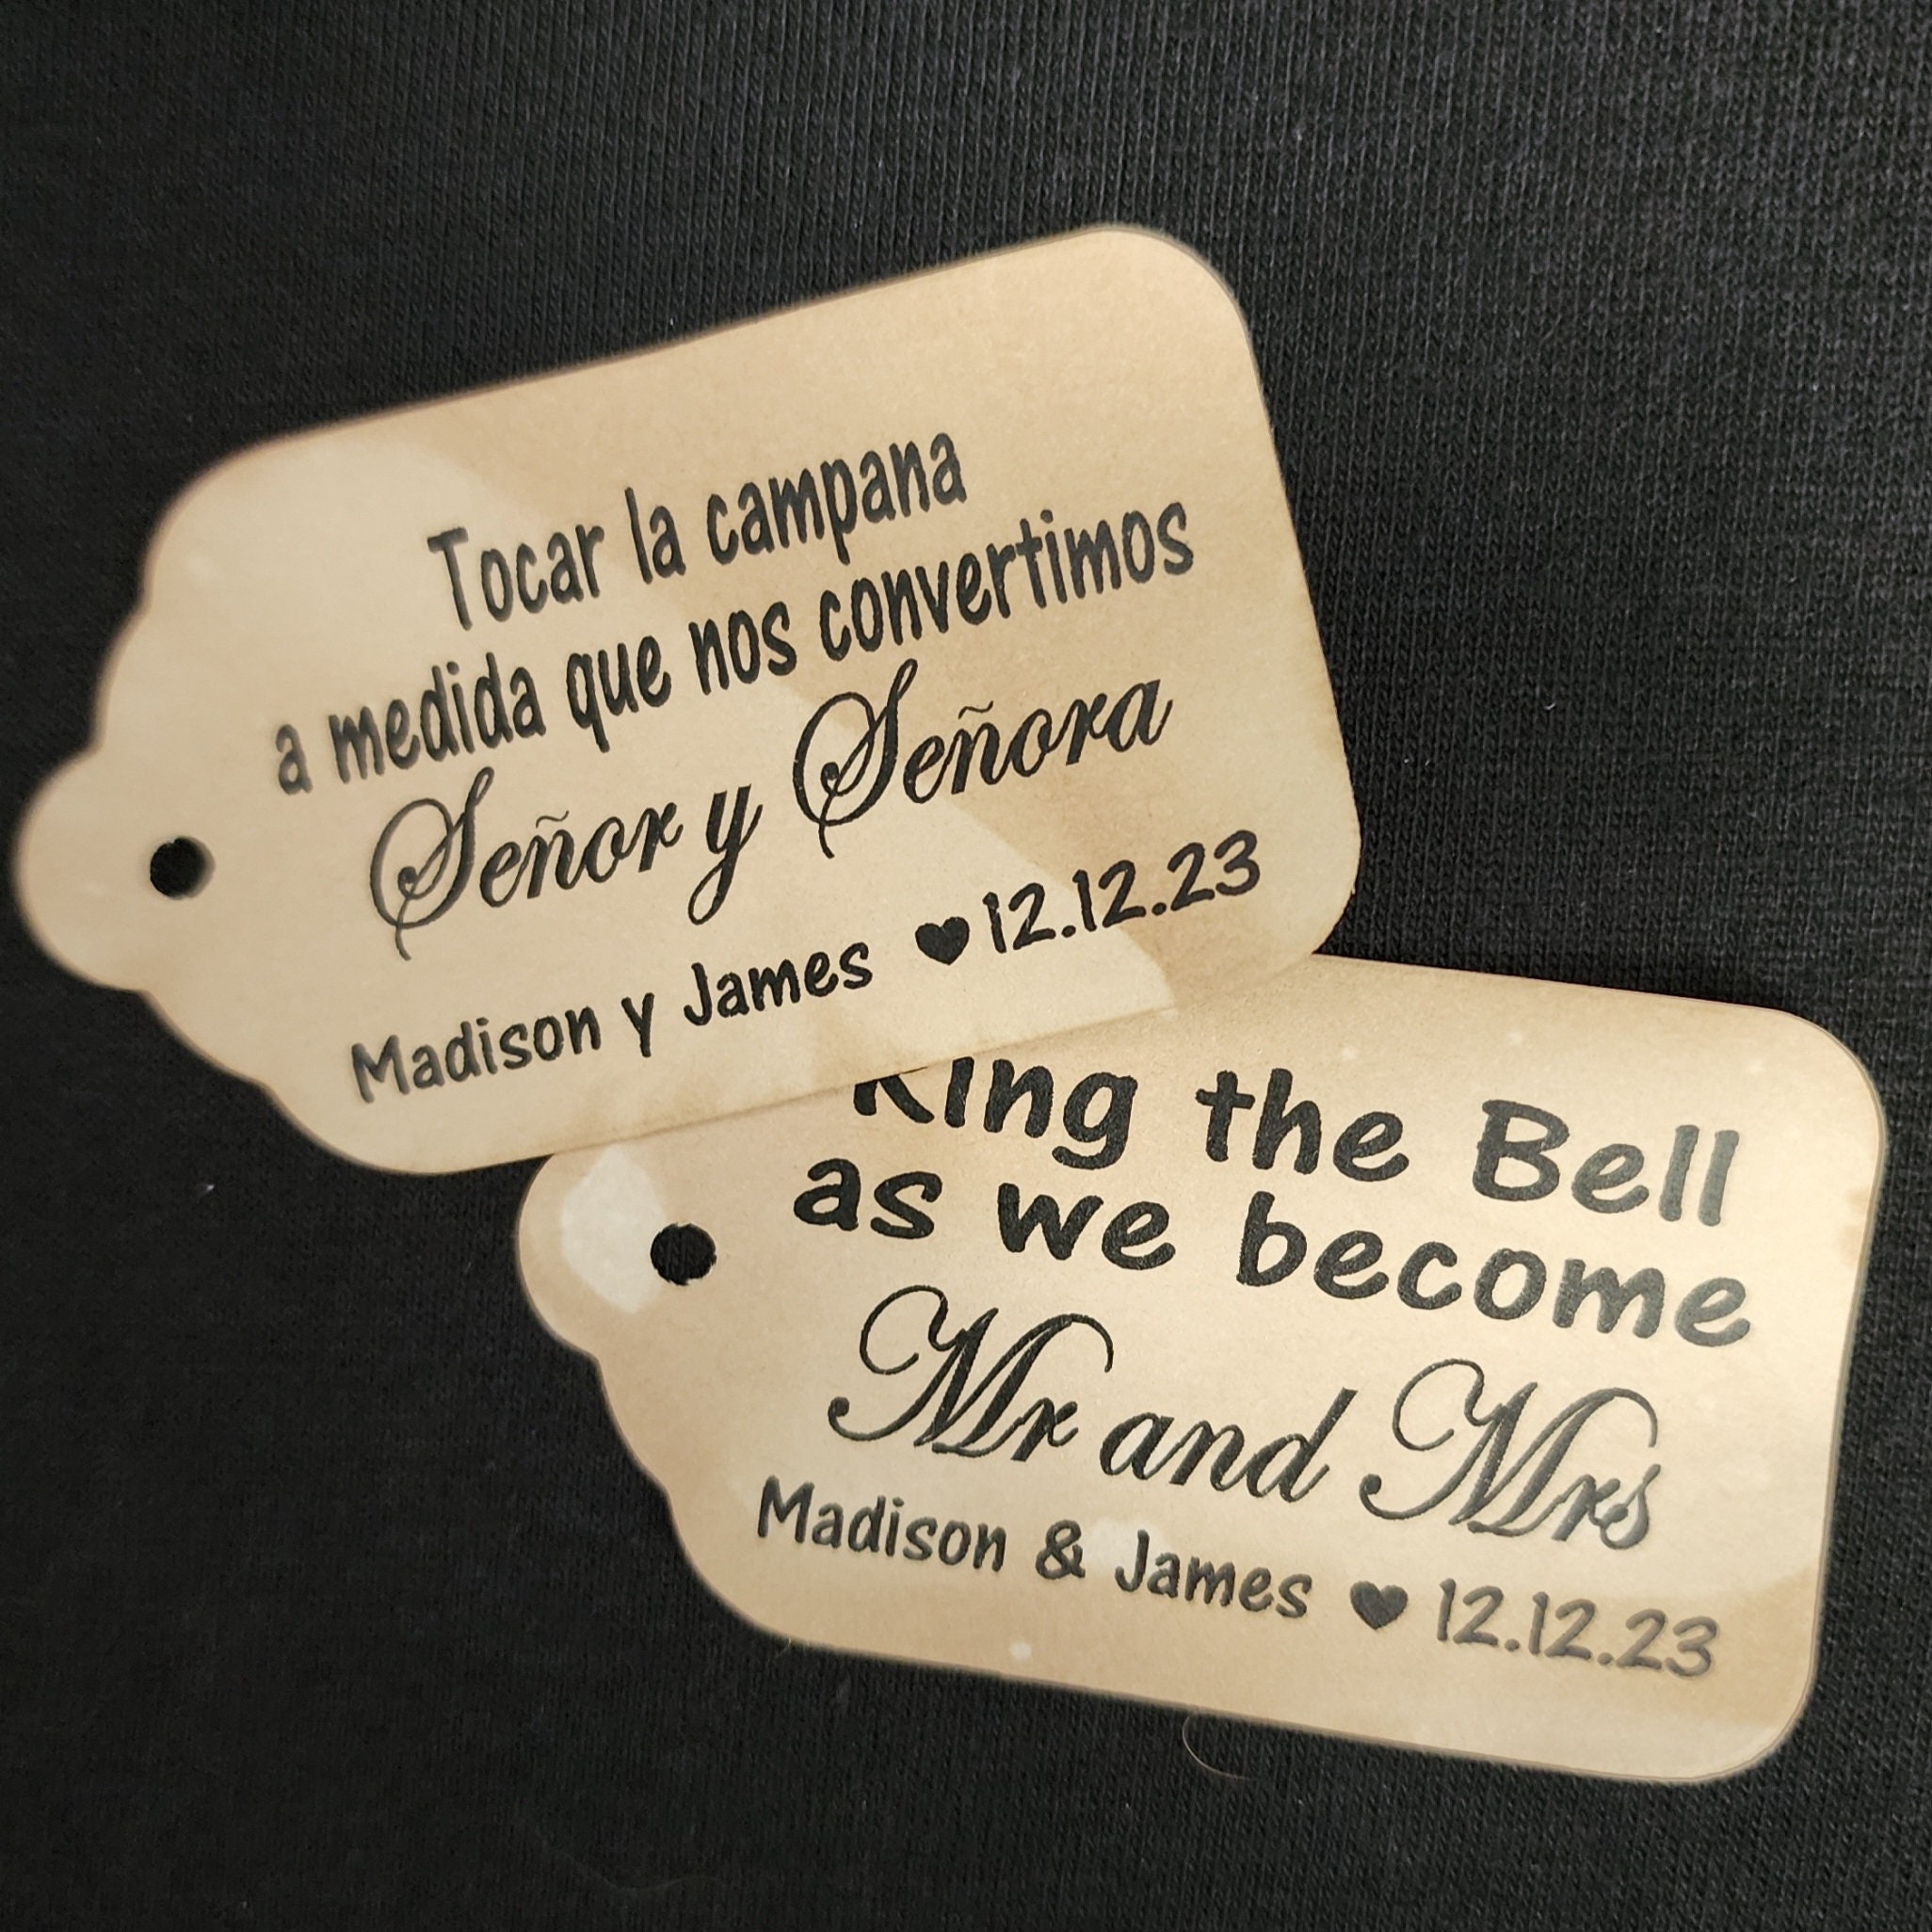 Tocar la campana
a medida que nos convertimos
Señor y Señora
Madison y James ♥ 12.12.23
Ring the Bell
as we become
Mr and Mrs
Madison & James ♥ 12.12.23